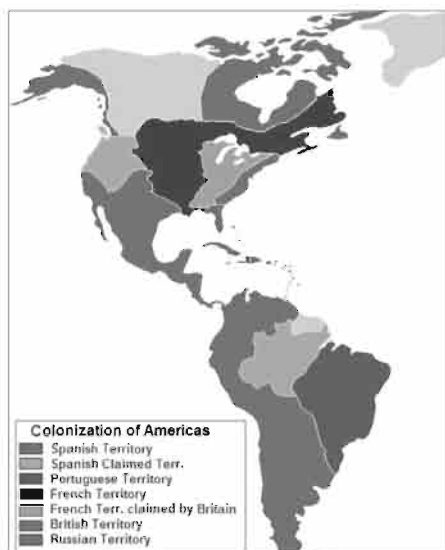 Colonization of Americas
Spanish Territory
Spanish Claimed Terr.
Portuguese Territory
French Territory
French Terr. claimed by Britain
British Territory
Russian Territory